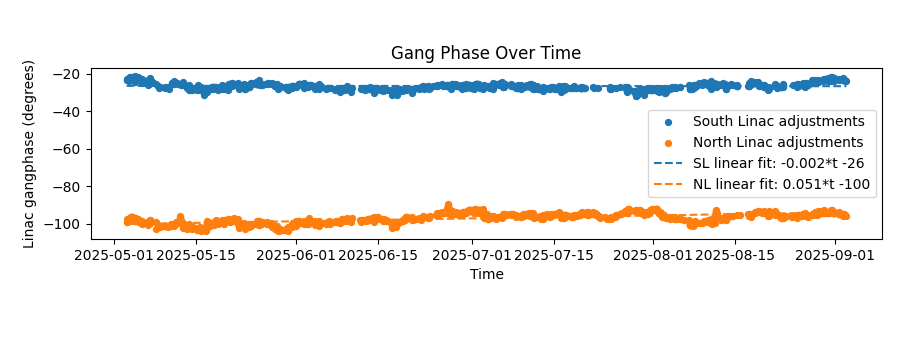 Gang Phase Over Time
Linac gangphase (degrees)
−20
−40
−60
−80
−100
South Linac adjustments
North Linac adjustments
SL linear fit: -0.002*t -26
NL linear fit: 0.051*t -100
2025-05-01 2025-05-15 2025-06-01 2025-06-15 2025-07-01 2025-07-15 2025-08-01 2025-08-15 2025-09-01
Time